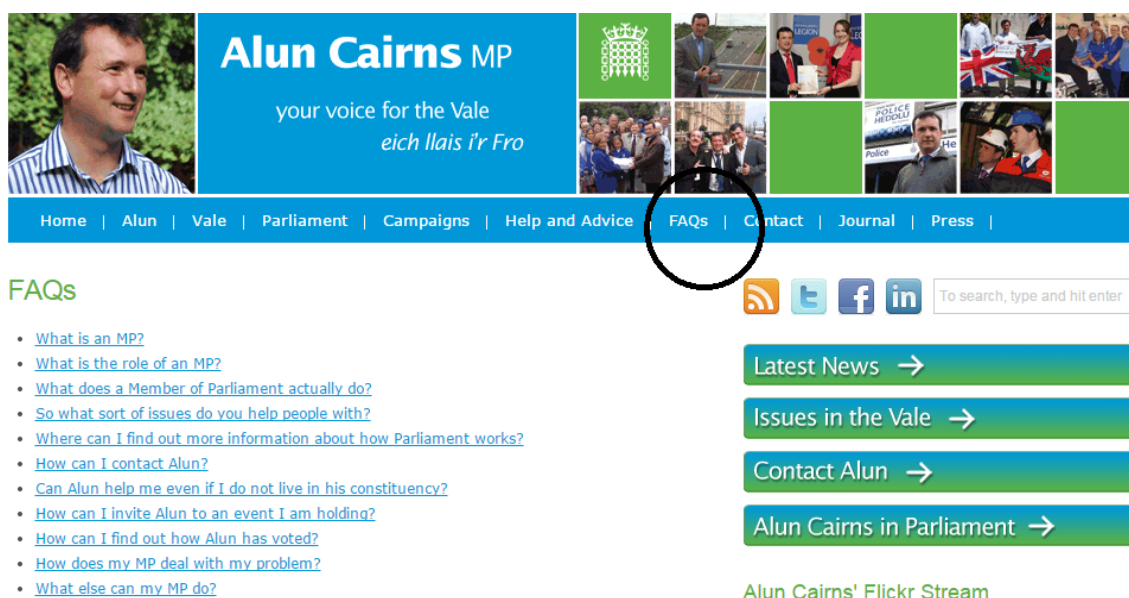 Alun Cairns MP
your voice for the Vale
eich llais i'r Fro
LEGION
POLICE
HEDDLU
Police
He
Home | Alun | Vale | Parliament | Campaigns | Help and Advice | FAQs | Contact | Journal | Press |
FAQs
To search, type and hit enter
• What is an MP?
• What is the role of an MP?
• What does a Member of Parliament actually do?
• So what sort of issues do you help people with?
• Where can I find out more information about how Parliament works?
• How can I contact Alun?
• Can Alun help me even if I do not live in his constituency?
• How can I invite Alun to an event I am holding?
• How can I find out how Alun has voted?
• How does my MP deal with my problem?
• What else can my MP do?
Latest News →
Issues in the Vale →
Contact Alun →
Alun Cairns in Parliament →
Alun Cairns' Flickr Stream